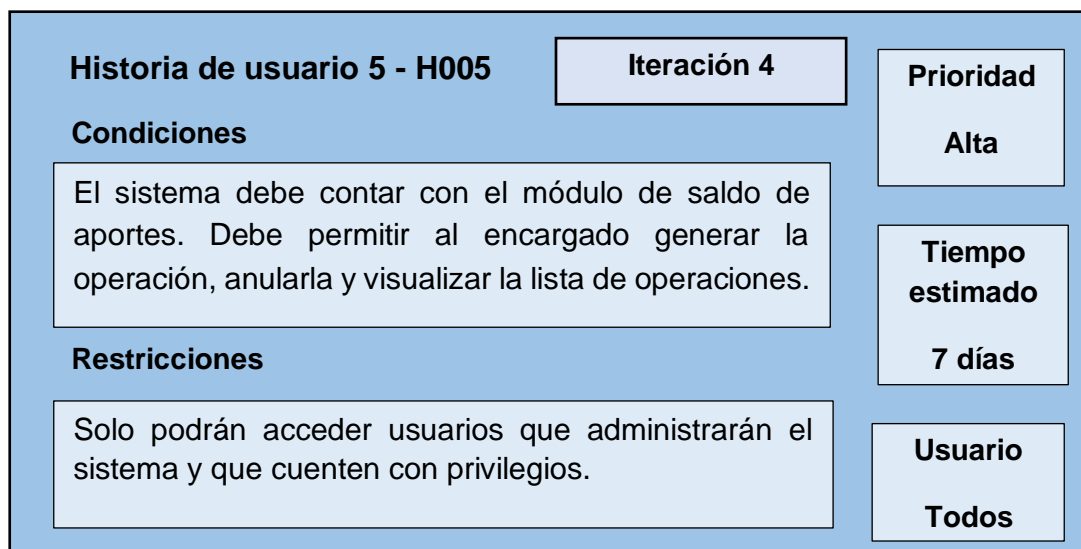 Historia de usuario 5 - H005
Iteración 4
Condiciones
El sistema debe contar con el módulo de saldo de
aportes. Debe permitir al encargado generar la
operación, anularla y visualizar la lista de operaciones.
Restricciones
Solo podrán acceder usuarios que administrarán el
sistema y que cuenten con privilegios.
Prioridad
Alta
Tiempo
estimado
7 días
Usuario
Todos